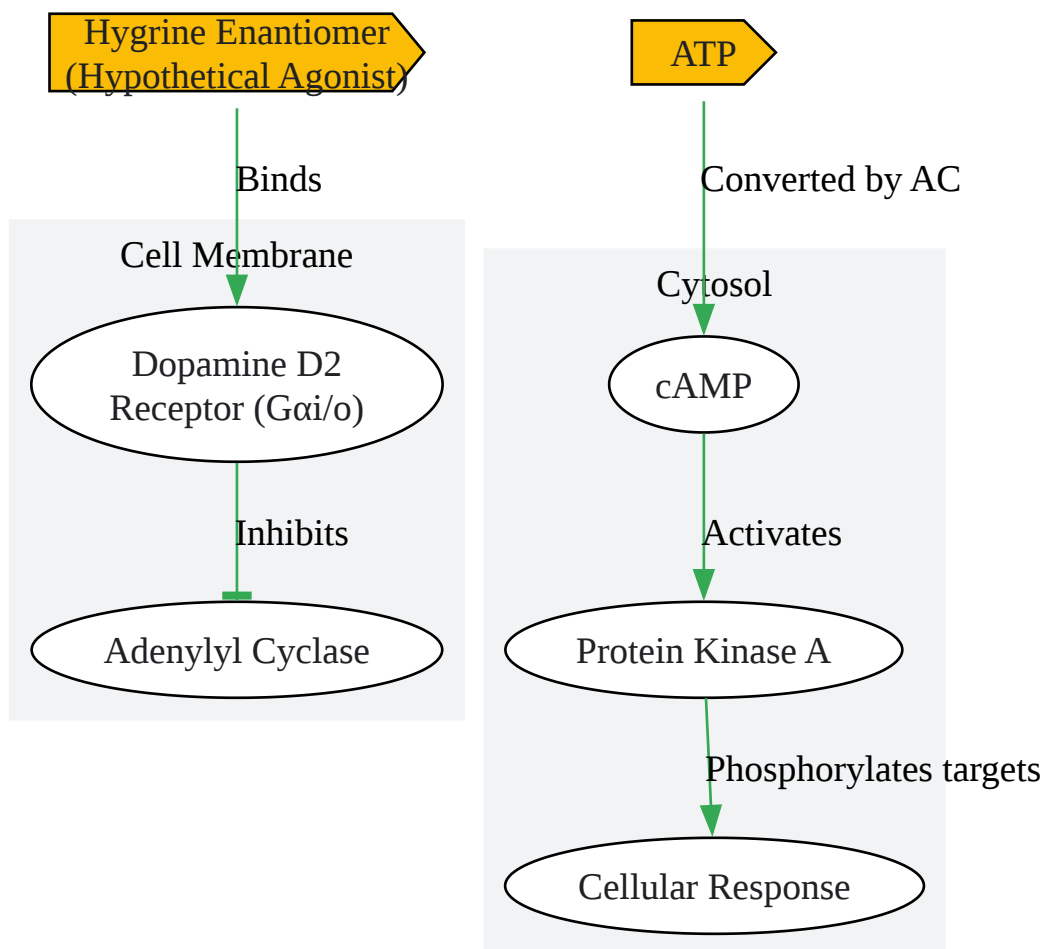 Hygrine Enantiomer
(Hypothetical Agonist)
Binds
Cell Membrane
Dopamine D2
Receptor (Gαi/o)
Inhibits
Adenylyl Cyclase
ATP
Converted by AC
Cytosol
cAMP
Activates
Protein Kinase A
Phosphorylates targets
Cellular Response